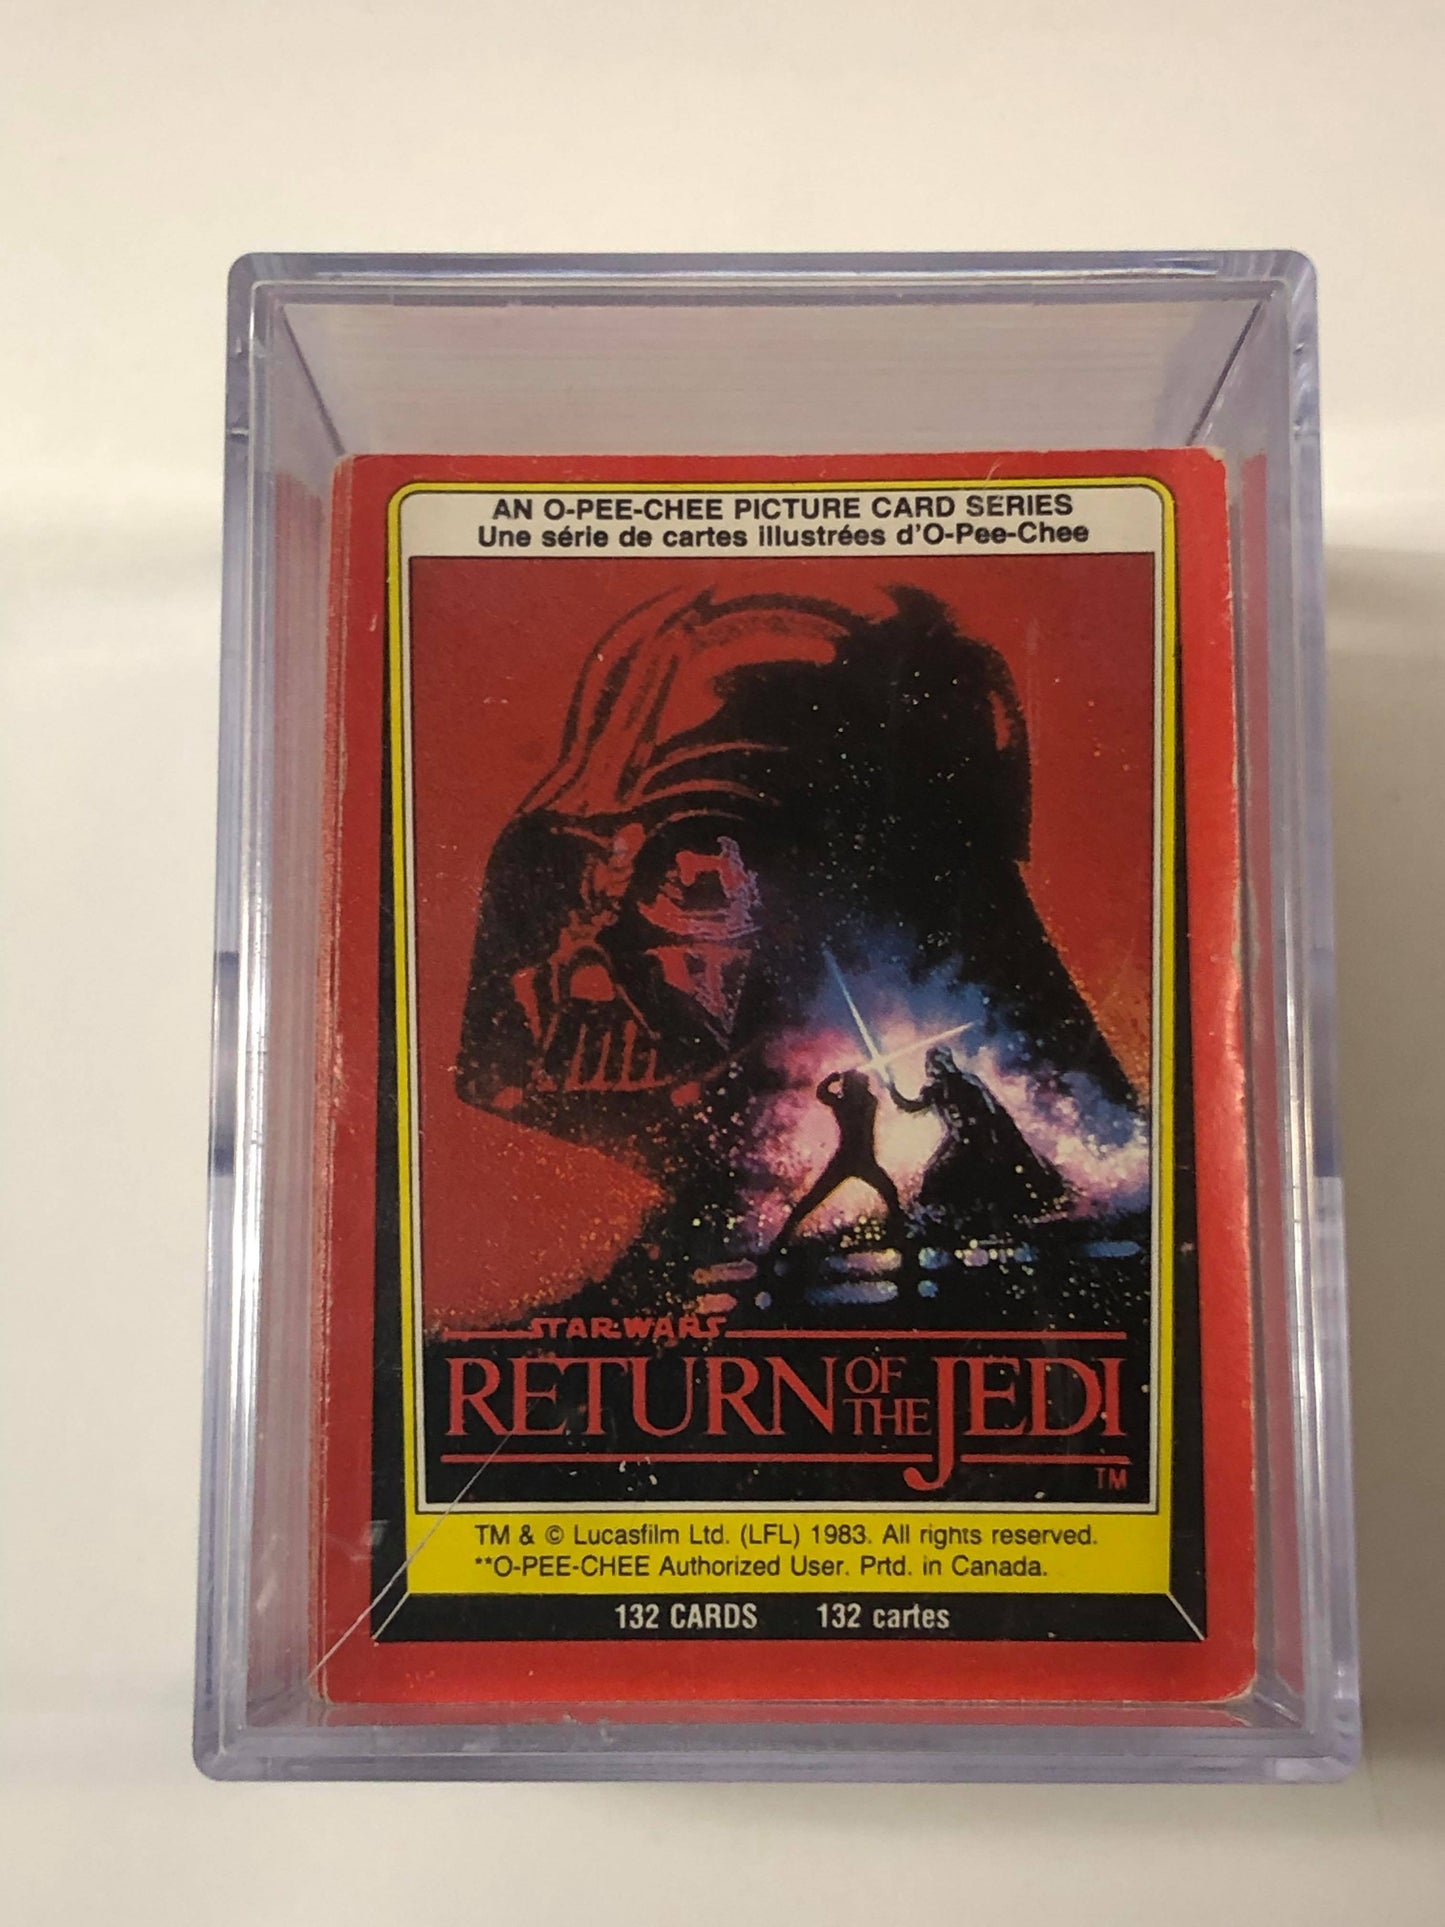 AN O-PEE-CHEE PICTURE CARD SERIES
Une série de cartes illustrées d'O-Pee-Chee
STAR WARS
RETURN OF THE JEDI
TM
TM & © Lucasfilm Ltd. (LFL) 1983. All rights reserved.
**O-PEE-CHEE Authorized User. Prtd. in Canada.
132 CARDS 132 cartes